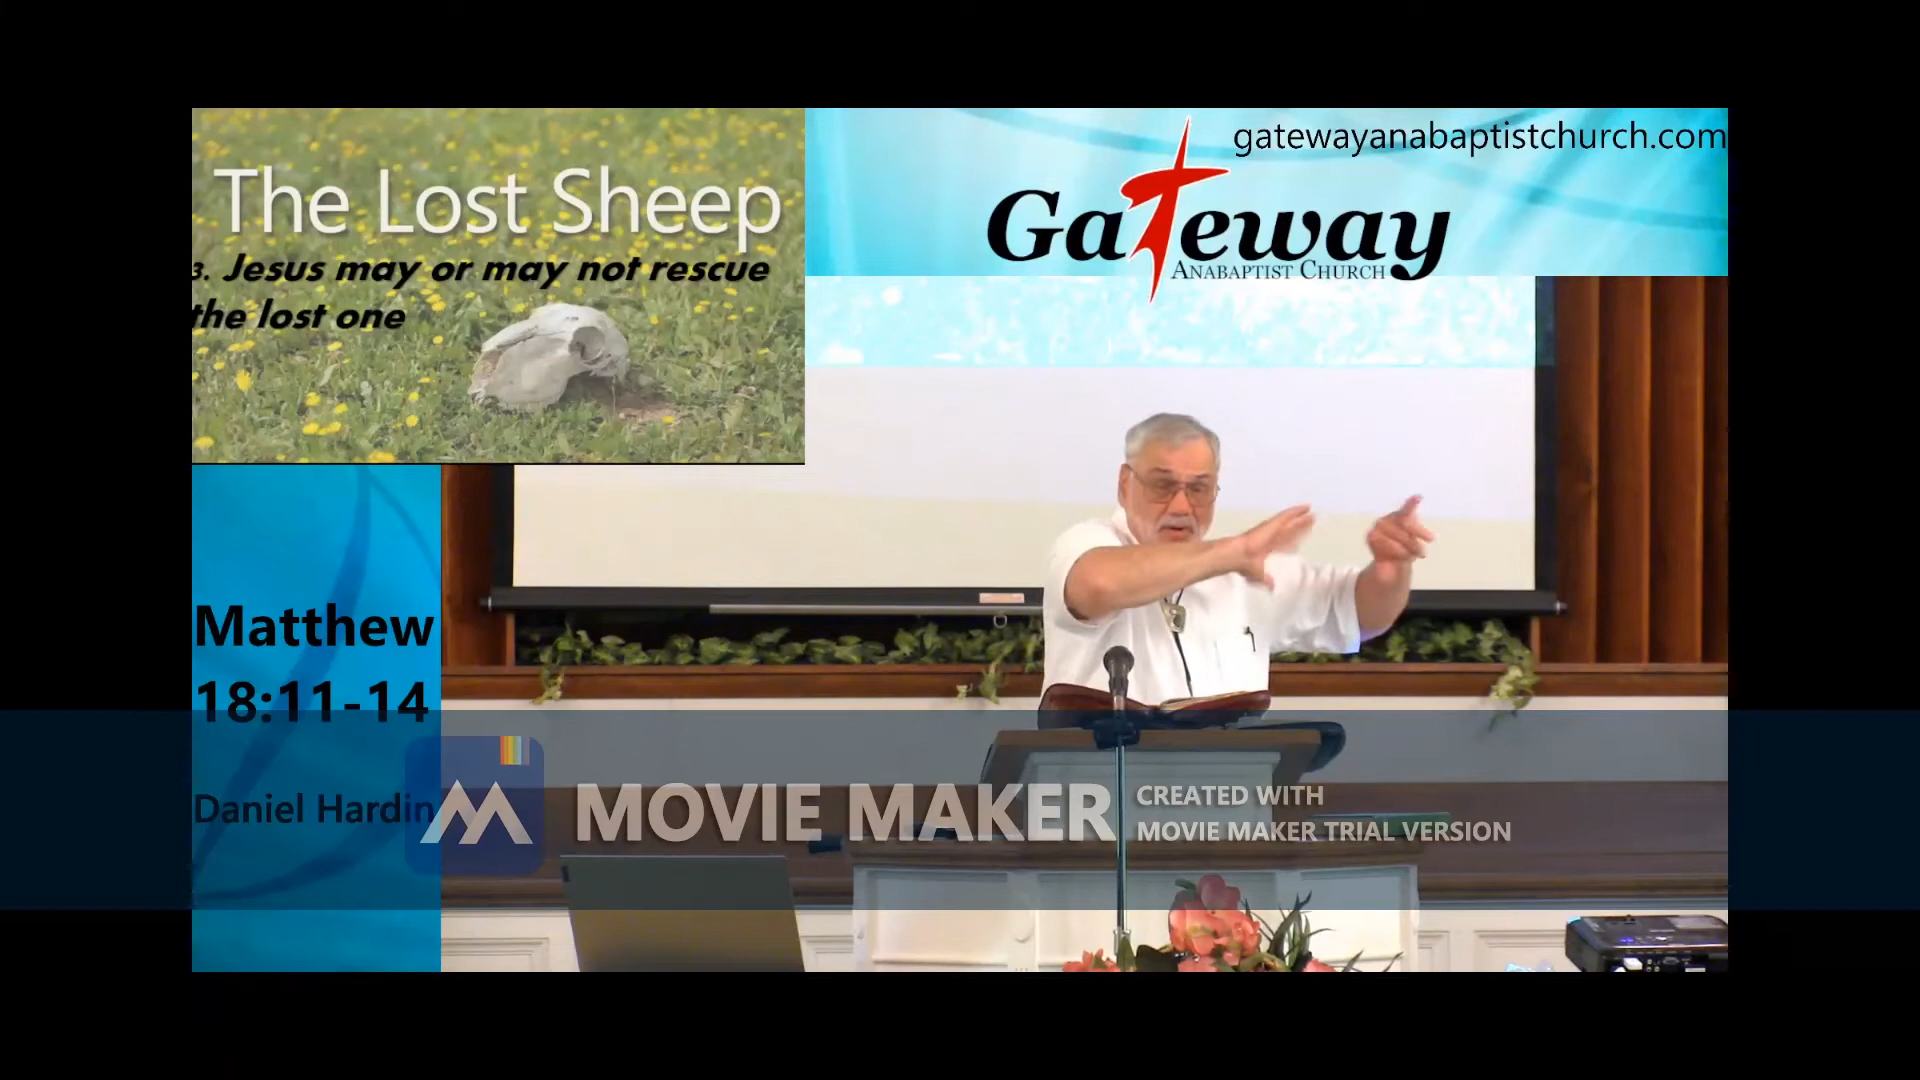 The Lost Sheep
3. Jesus may or may not rescue
the lost one
gatewayanabaptistchurch.com
Gateway
ANABAPTIST CHURCH
Matthew
18:11-14
Daniel Hardin
MOVIE MAKER
CREATED WITH
MOVIE MAKER TRIAL VERSION